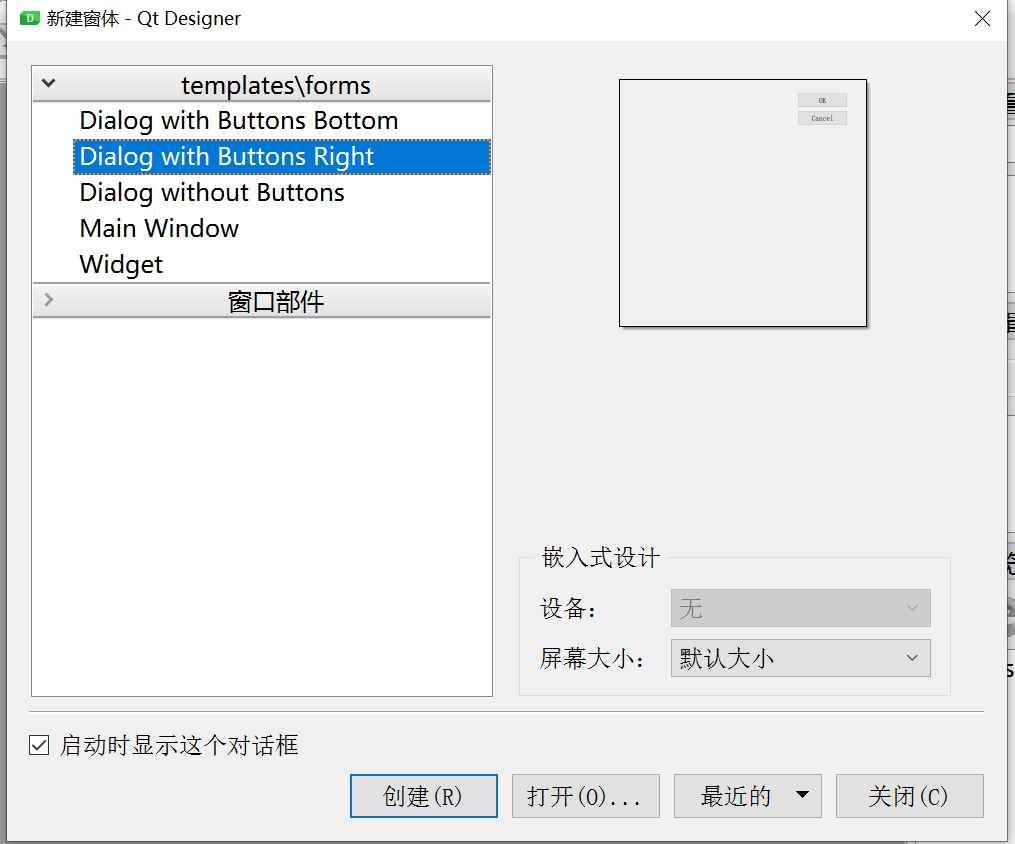 新建窗体 - Qt Designer
templates\forms
Dialog with Buttons Bottom
Dialog with Buttons Right
Dialog without Buttons
Main Window
Widget
窗口部件
OK
Cancel
嵌入式设计
设备： 无
屏幕大小： 默认大小
启动时显示这个对话框
创建(R) 打开(O)... 最近的 关闭(C)